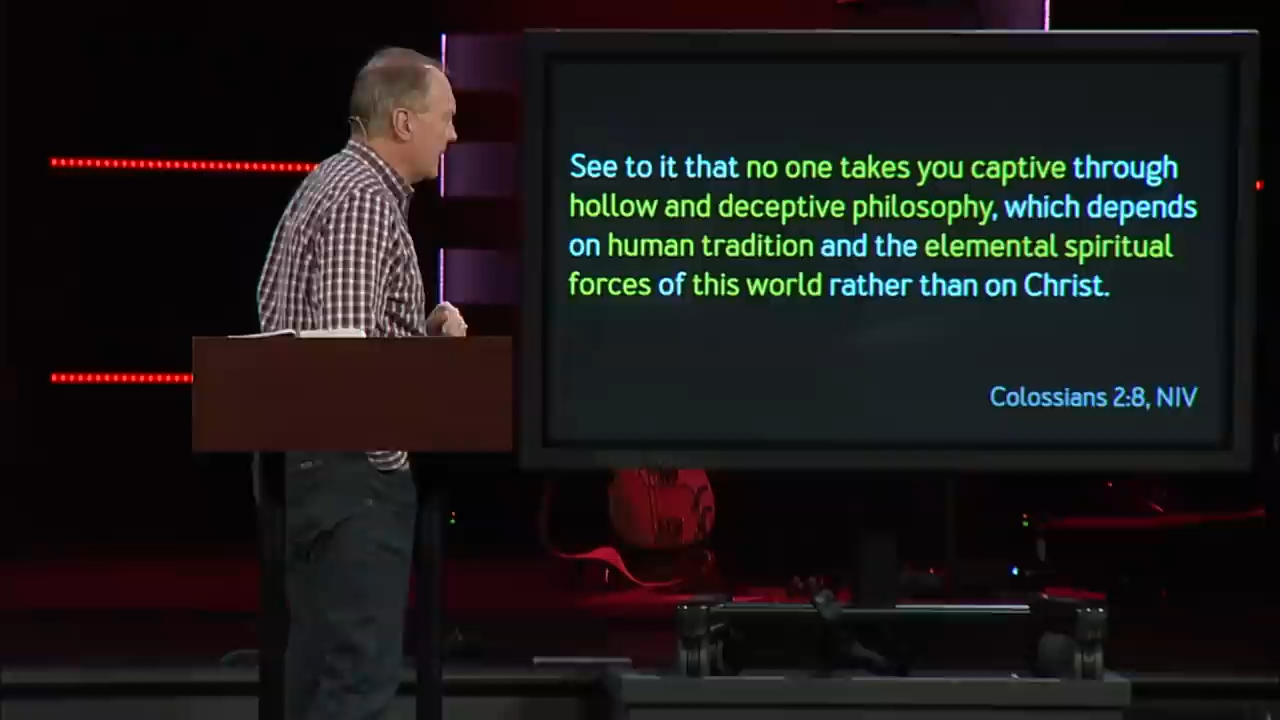 See to it that no one takes you captive through
hollow and deceptive philosophy, which depends
on human tradition and the elemental spiritual
forces of this world rather than on Christ.
Colossians 2:8, NIV